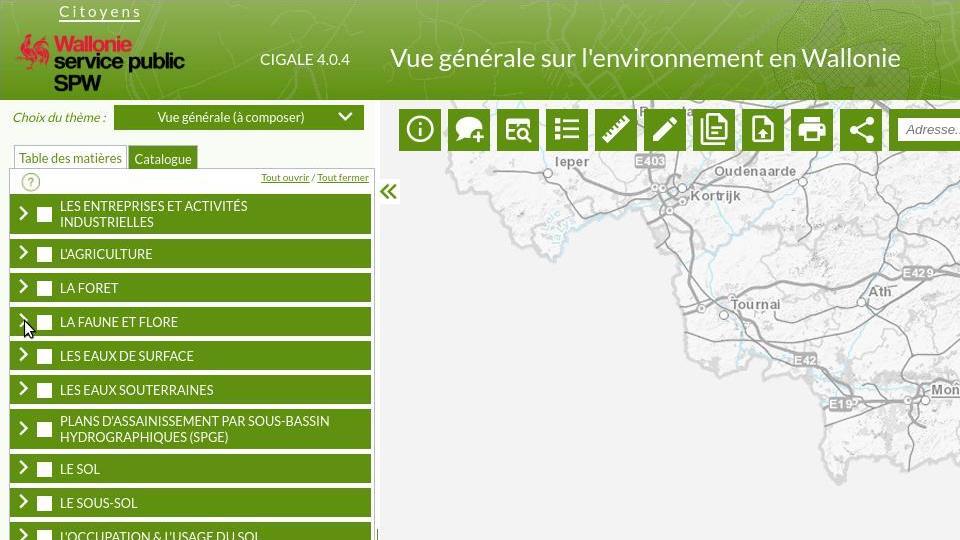 Citoyens
Wallonie
service public
SPW
CIGALE 4.0.4
Vue générale sur l'environnement en Wallonie
Choix du thème :
Vue générale (à composer)
Adresse...
Table des matières
Catalogue
?
Tout ouvrir / Tout fermer
LES ENTREPRISES ET ACTIVITÉS
INDUSTRIELLES
L'AGRICULTURE
LA FORET
LA FAUNE ET FLORE
LES EAUX DE SURFACE
LES EAUX SOUTERRAINES
PLANS D'ASSAINISSEMENT PAR SOUS-BASSIN
HYDROGRAPHIQUES (SPGE)
LE SOL
LE SOUS-SOL
L'OCCUPATION & L'USAGE DU SOL
Ieper
E403
Oudenaarde
Kortrijk
E429
Ath
Tournai
E42
E19
Mon